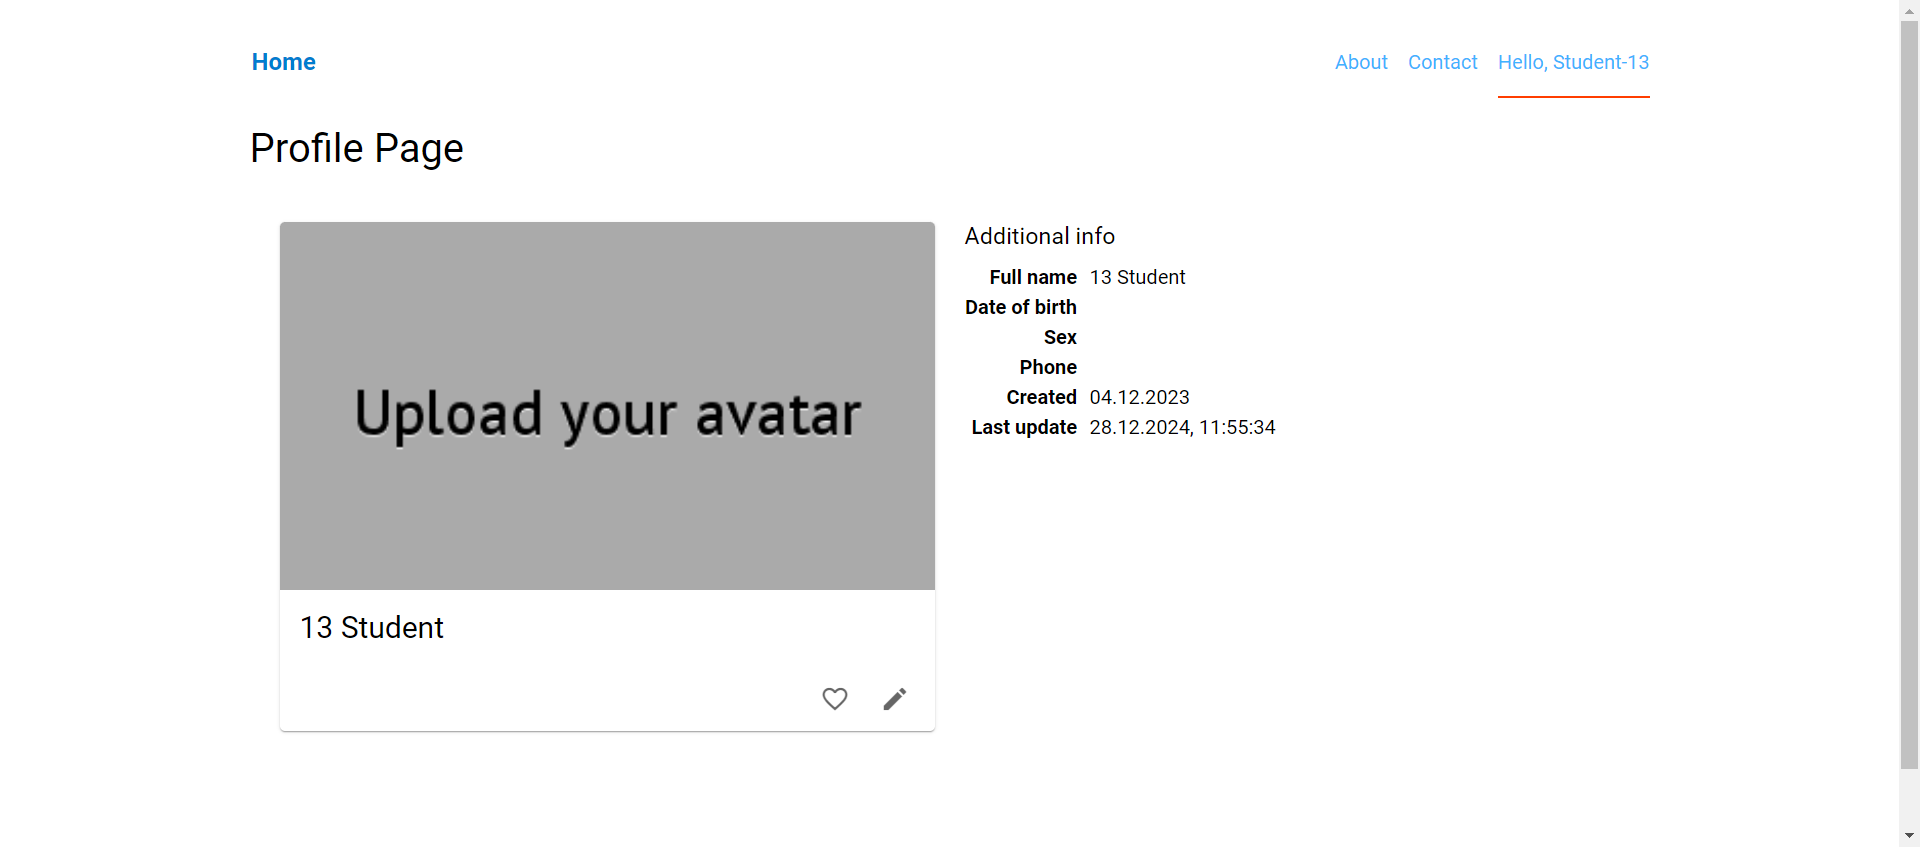 Home
About Contact Hello, Student-13
Profile Page
Upload your avatar
13 Student
Additional info
Full name 13 Student
Date of birth
Sex
Phone
Created 04.12.2023
Last update 28.12.2024, 11:55:34